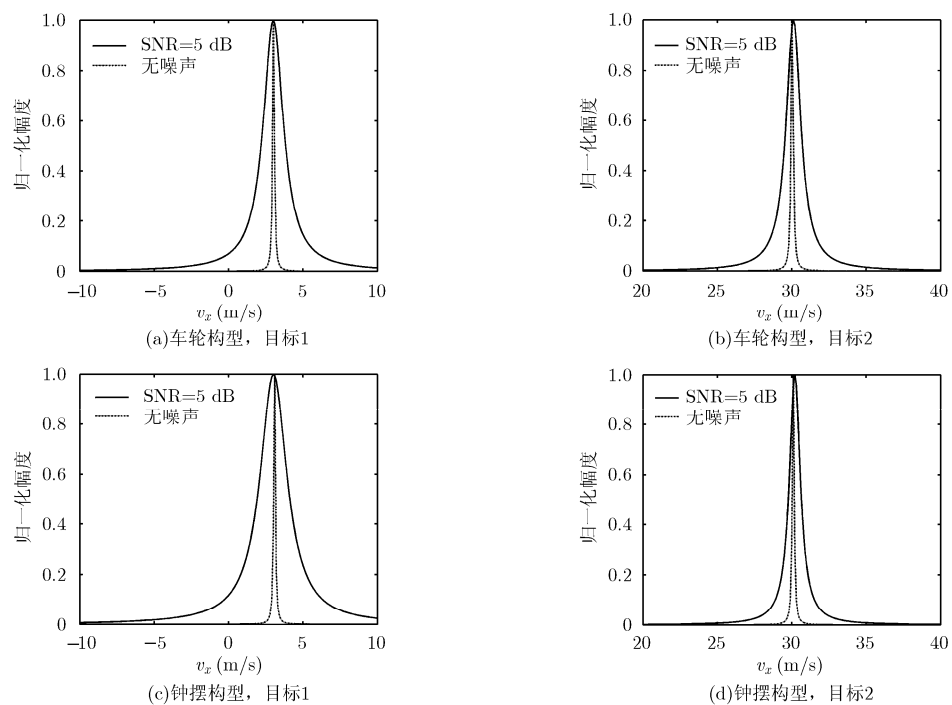 1.0
0.8
0.6
0.4
0.2
0
归一化幅度
SNR=5 dB
无噪声
−10
−5
0
5
10
vx (m/s)
(a)车轮构型，目标1
1.0
0.8
0.6
0.4
0.2
0
归一化幅度
SNR=5 dB
无噪声
20
25
30
35
40
vx (m/s)
(b)车轮构型，目标2
1.0
0.8
0.6
0.4
0.2
0
归一化幅度
SNR=5 dB
无噪声
−10
−5
0
5
10
vx (m/s)
(c)钟摆构型，目标1
1.0
0.8
0.6
0.4
0.2
0
归一化幅度
SNR=5 dB
无噪声
20
25
30
35
40
vx (m/s)
(d)钟摆构型，目标2